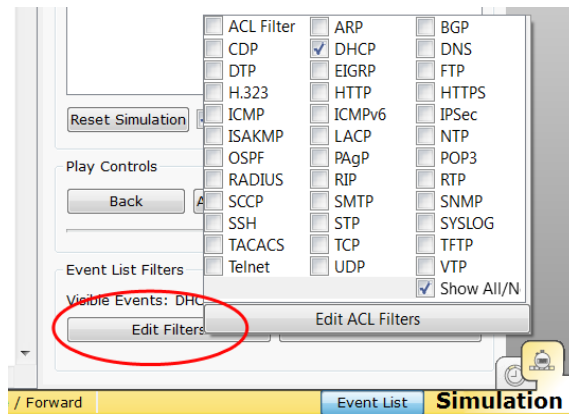 ACL Filter ARP BGP
CDP DHCP DNS
DTP EIGRP FTP
H.323 HTTP HTTPS
Reset Simulation ICMP ICMPv6 IPSec
ISAKMP LACP NTP
OSPF PAgP POP3
Play Controls
RADIUS RIP RTP
Back A SCCP SMTP SNMP
SSH STP SYSLOG
TACACS TCP TFTP
Event List Filters Telnet UDP VTP
Show All/N
Visible Events: DHC
Edit ACL Filters
Edit Filters
/ Forward Event List Simulation